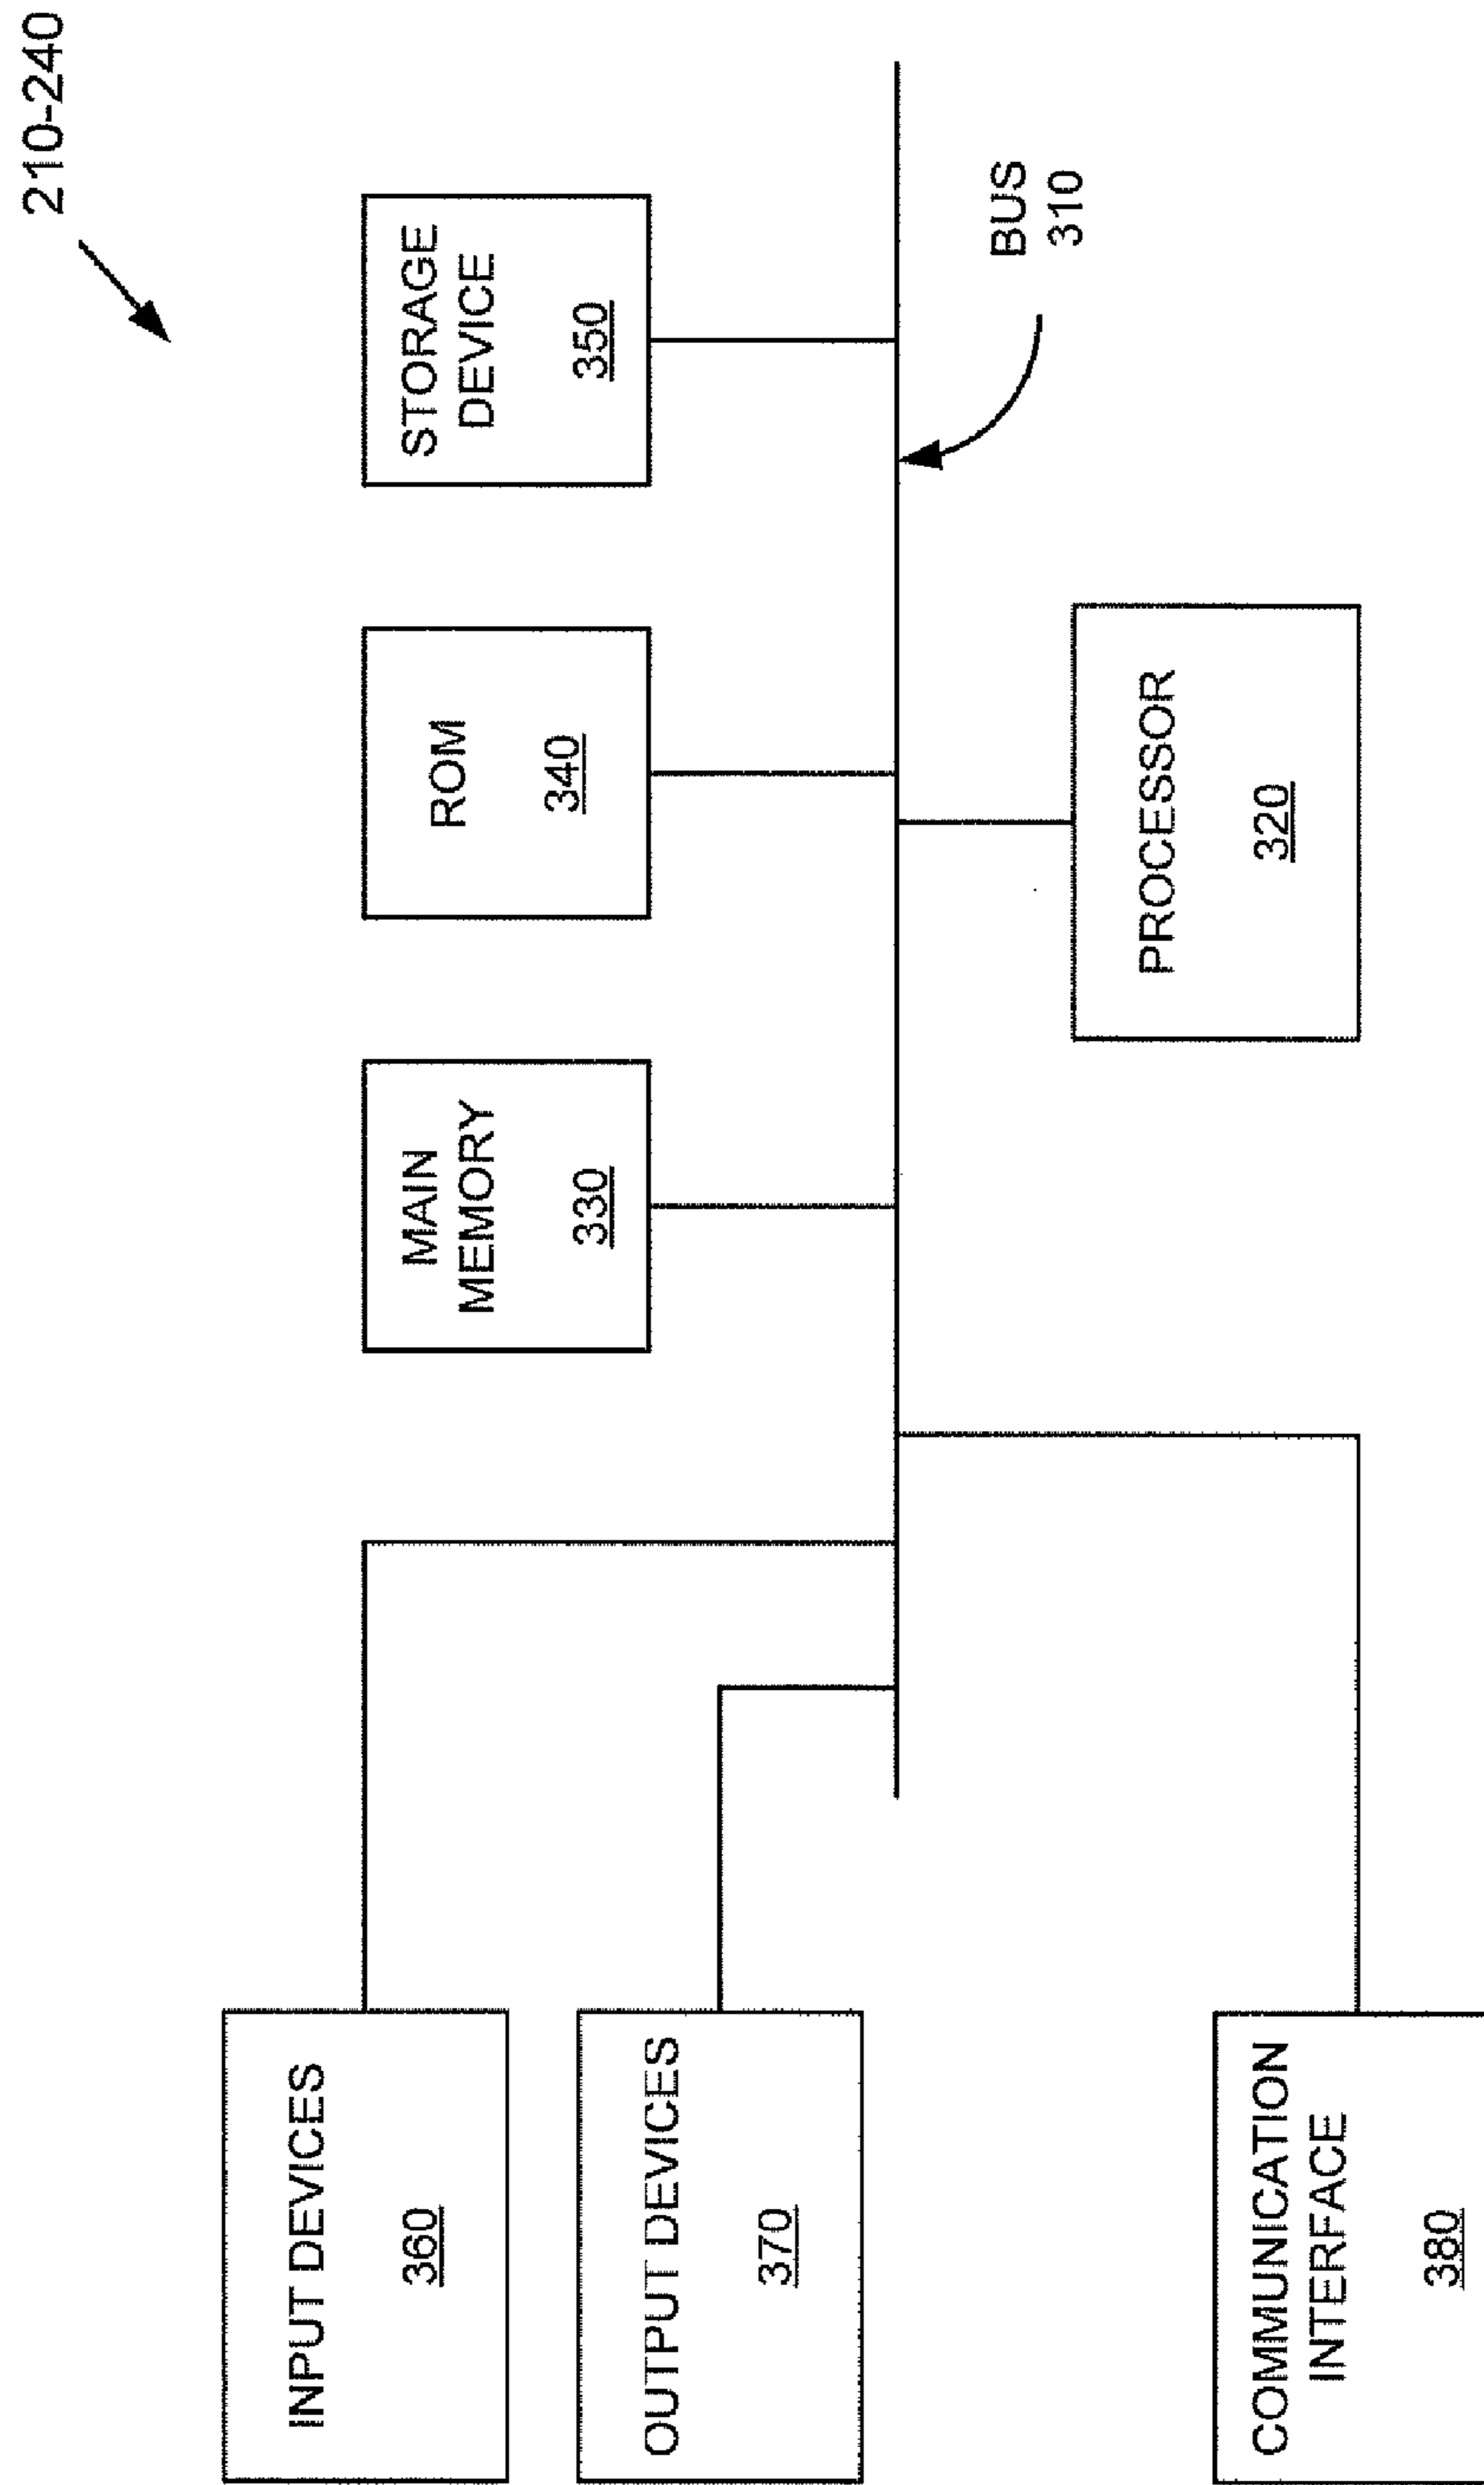 210-240
INPUT DEVICES
360
OUTPUT DEVICES
370
COMMUNICATION
INTERFACE
380
MAIN
MEMORY
330
ROM
340
STORAGE
DEVICE
350
PROCESSOR
320
BUS
310